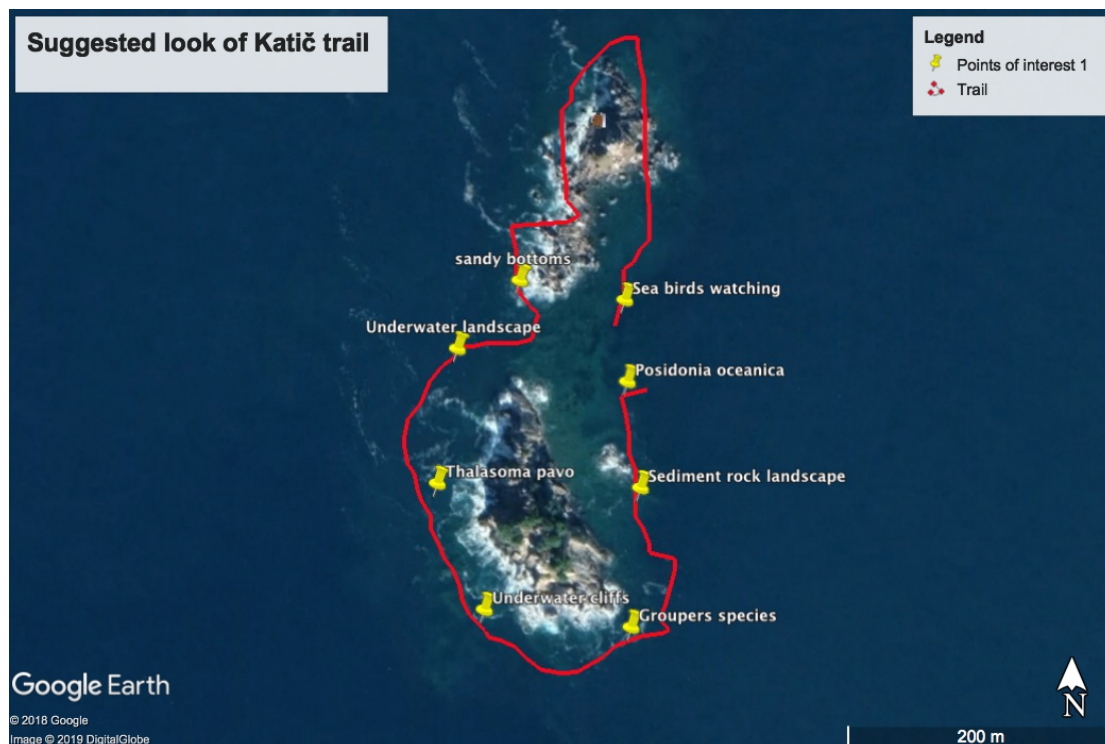 Suggested look of Katič trail
Legend
Points of interest 1
Trail
sandy bottoms
Sea birds watching
Underwater landscape
Posidonia oceanica
Thalasoma pavo
Sediment rock landscape
Underwater cliffs
Groupers species
Google Earth
© 2018 Google
Image © 2019 DigitalGlobe
N
200 m